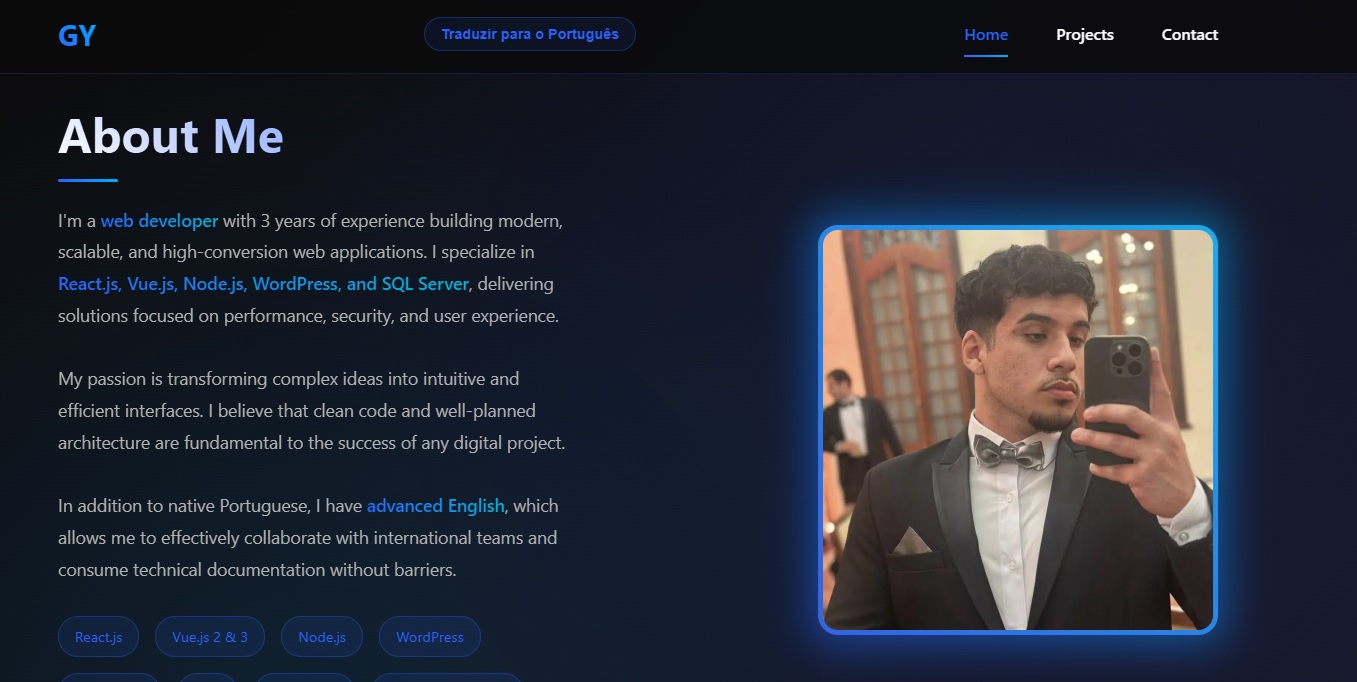 GY
Traduzir para o Português
Home
Projects
Contact
About Me
I'm a web developer with 3 years of experience building modern,
scalable, and high-conversion web applications. I specialize in
React.js, Vue.js, Node.js, WordPress, and SQL Server, delivering
solutions focused on performance, security, and user experience.
My passion is transforming complex ideas into intuitive and
efficient interfaces. I believe that clean code and well-planned
architecture are fundamental to the success of any digital project.
In addition to native Portuguese, I have advanced English, which
allows me to effectively collaborate with international teams and
consume technical documentation without barriers.
React.js
Vue.js 2 & 3
Node.js
WordPress